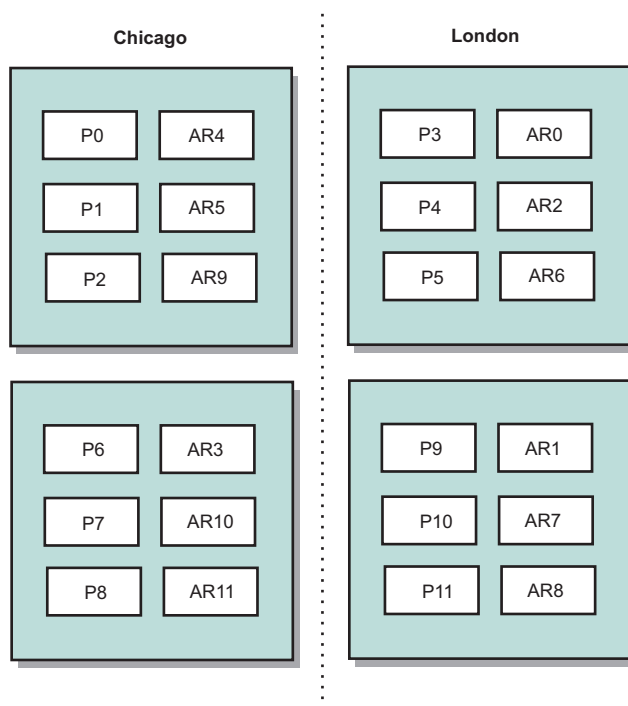 Chicago
London
P0 AR4
P1 AR5
P2 AR9
P3 AR0
P4 AR2
P5 AR6
P6 AR3
P7 AR10
P8 AR11
P9 AR1
P10 AR7
P11 AR8